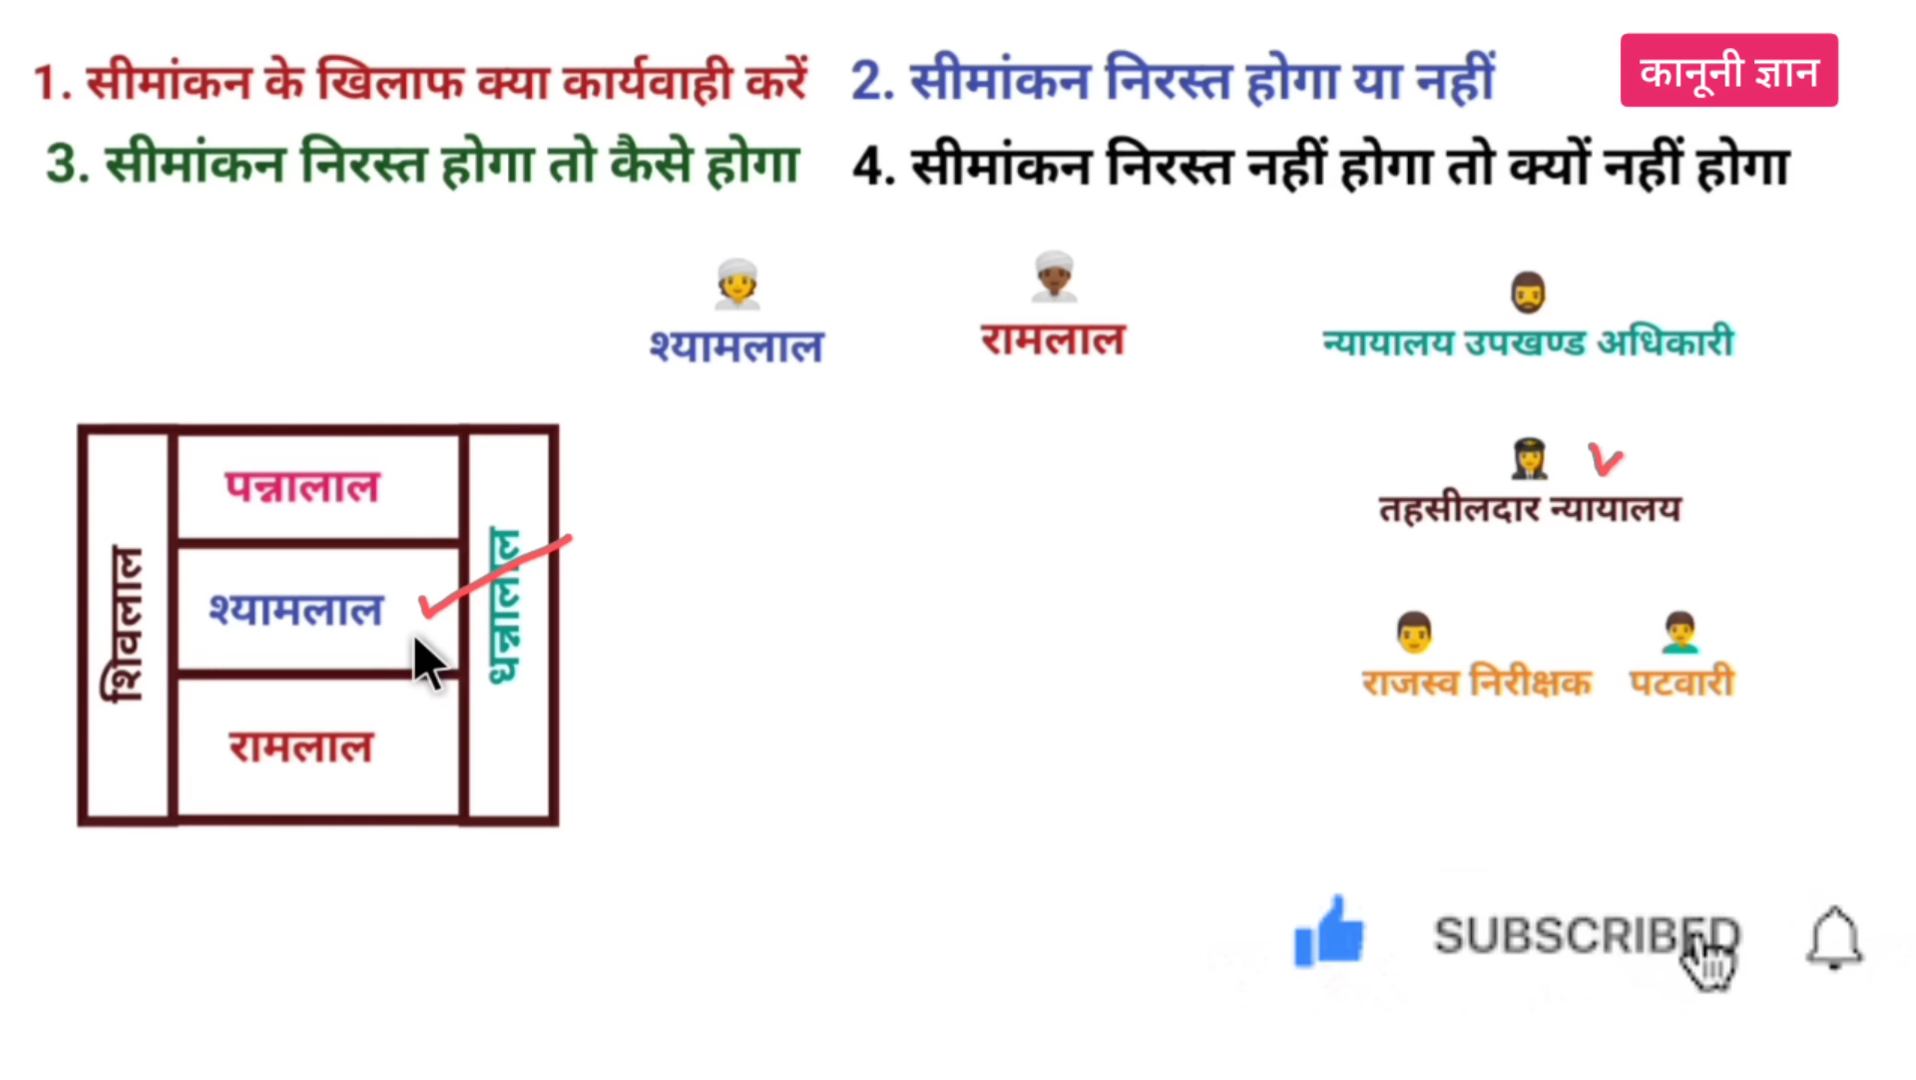 1. सीमांकन के खिलाफ क्या कार्यवाही करें 2. सीमांकन निरस्त होगा या नहीं
कानूनी ज्ञान
3. सीमांकन निरस्त होगा तो कैसे होगा 4. सीमांकन निरस्त नहीं होगा तो क्यों नहीं होगा
श्यामलाल
रामलाल
न्यायालय उपखण्ड अधिकारी
तहसीलदार न्यायालय
राजस्व निरीक्षक
पटवारी
शिवलाल
पन्नालाल
श्यामलाल
रामलाल
धन्नालाल
SUBSCRIBED